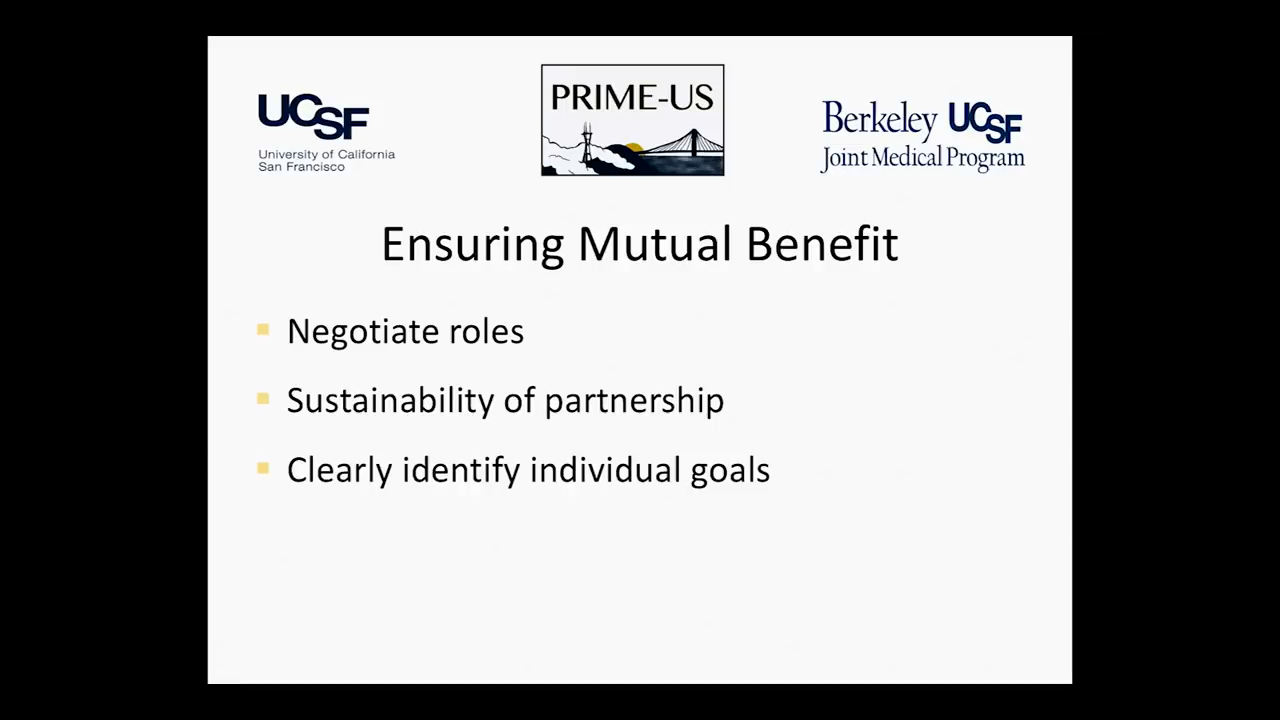 UCSF
University of California
San Francisco
PRIME-US
Berkeley UCSF
Joint Medical Program
Ensuring Mutual Benefit
Negotiate roles
Sustainability of partnership
Clearly identify individual goals